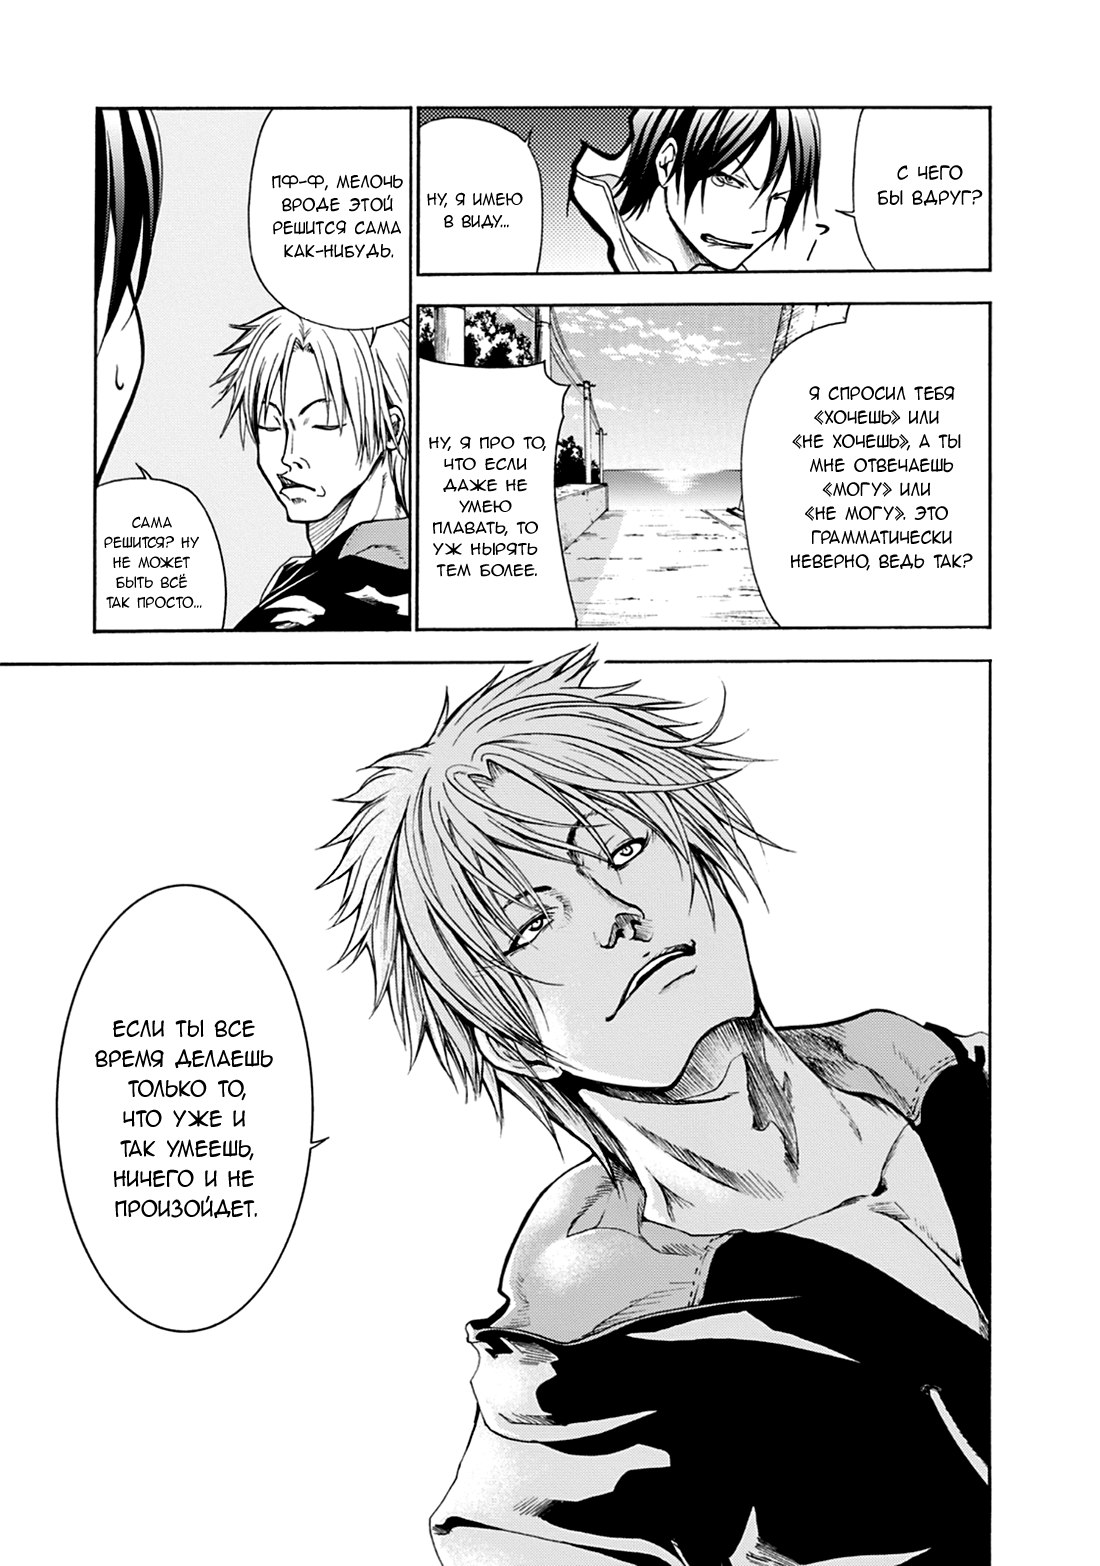 С ЧЕГО
БЫ ВДРУГ?
?
НУ, Я ИМЕЮ
В ВИДУ...
Я СПРОСИЛ ТЕБЯ
«ХОЧЕШЬ» ИЛИ
«НЕ ХОЧЕШЬ», А ТЫ
МНЕ ОТВЕЧАЕШЬ
«МОГУ» ИЛИ
«НЕ МОГУ». ЭТО
ГРАММАТИЧЕСКИ
НЕВЕРНО, ВЕДЬ ТАК?
НУ, Я ПРО ТО,
ЧТО ЕСЛИ
ДАЖЕ НЕ
УМЕЮ
ПЛАВАТЬ, ТО
УЖ НЫРЯТЬ
ТЕМ БОЛЕЕ.
ПФ-Ф, МЕЛОЧЬ
ВРОДЕ ЭТОЙ
РЕШИТСЯ САМА
КАК-НИБУДЬ.
САМА
РЕШИТСЯ? НУ
НЕ МОЖЕТ
БЫТЬ ВСЁ
ТАК ПРОСТО...
ЕСЛИ ТЫ ВСЕ
ВРЕМЯ ДЕЛАЕШЬ
ТОЛЬКО ТО,
ЧТО УЖЕ И
ТАК УМЕЕШЬ,
НИЧЕГО И НЕ
ПРОИЗОЙДЕТ.